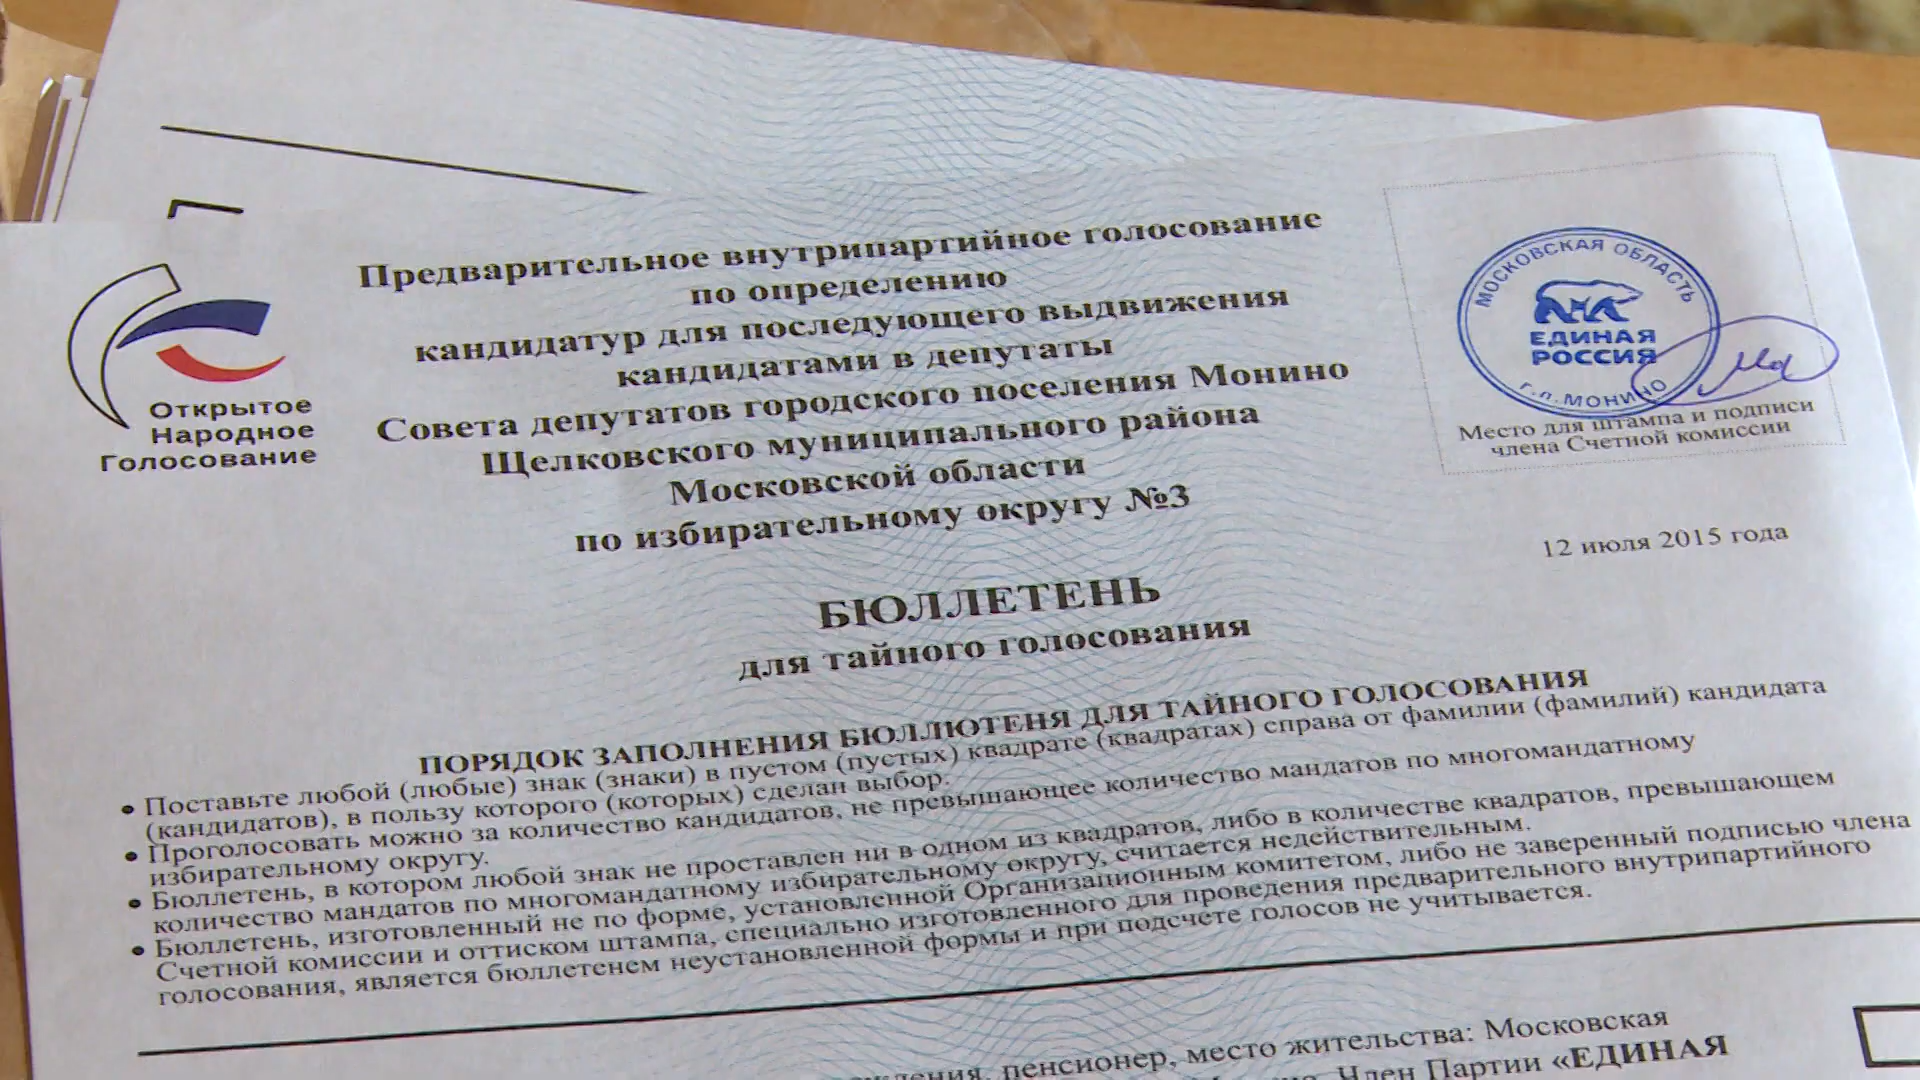 Открытое
Народное
Голосование
Предварительное внутрипартийное голосование
по определению
кандидатур для последующего выдвижения
кандидатами в депутаты
Совета депутатов городского поселения Монино
Щелковского муниципального района
Московской области
по избирательному округу №3
МОСКОВСКАЯ ОБЛАСТЬ
ЕДИНАЯ
РОССИЯ
г.п. МОНИНО
Место для штампа и подписи
члена Счетной комиссии
12 июля 2015 года
БЮЛЛЕТЕНЬ
для тайного голосования
ПОРЯДОК ЗАПОЛНЕНИЯ БЮЛЛЮТЕНЯ ДЛЯ ТАЙНОГО ГОЛОСОВАНИЯ
• Поставьте любой (любые) знак (знаки) в пустом (пустых) квадрате (квадратах) справа от фамилии (фамилий) кандидата
(кандидатов), в пользу которого (которых) сделан выбор.
• Проголосовать можно за количество кандидатов, не превышающее количество мандатов по многомандатному
избирательному округу.
• Бюллетень, в котором любой знак не проставлен ни в одном из квадратов, либо в количестве квадратов, превышающем
количество мандатов по многомандатному избирательному округу, считается недействительным.
• Бюллетень, изготовленный не по форме, установленной Организационным комитетом, либо не заверенный подписью члена
Счетной комиссии и оттиском штампа, специально изготовленного для проведения предварительного внутрипартийного
голосования, является бюллетенем неустановленной формы и при подсчете голосов не учитывается.
пенсионер, место жительства: Московская
Член Партии «ЕДИНАЯ